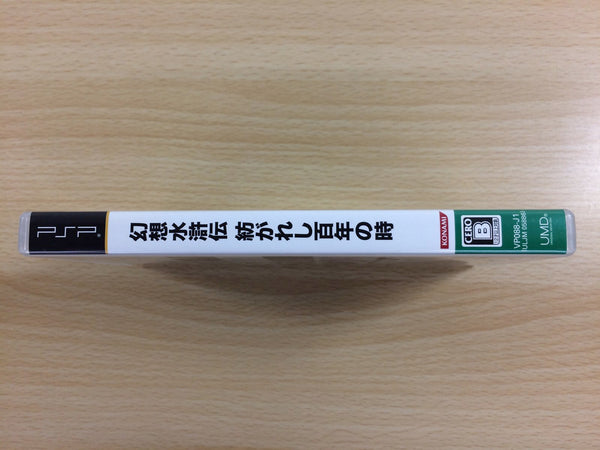 PSP
幻想水滸伝 紡がれし百年の時
KONAMI
CERO
B
VP088-J1
ULJM 05986
UMD